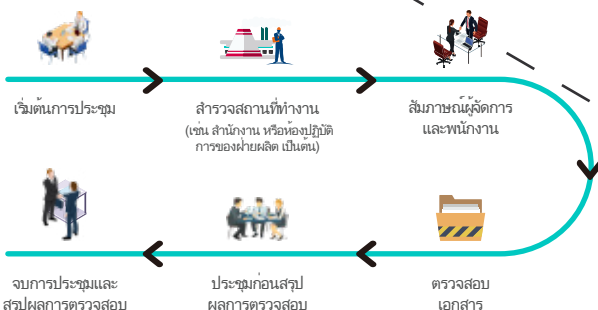 เริ่มต้นการประชุม
สำรวจสถานที่ทำงาน
(เช่น สำนักงาน หรือห้องปฏิบัติ
การของฝ่ายผลิต เป็นต้น)
สัมภาษณ์ผู้จัดการ
และพนักงาน
จบการประชุมและ
สรุปผลการตรวจสอบ
ประชุมก่อนสรุป
ผลการตรวจสอบ
ตรวจสอบ
เอกสาร